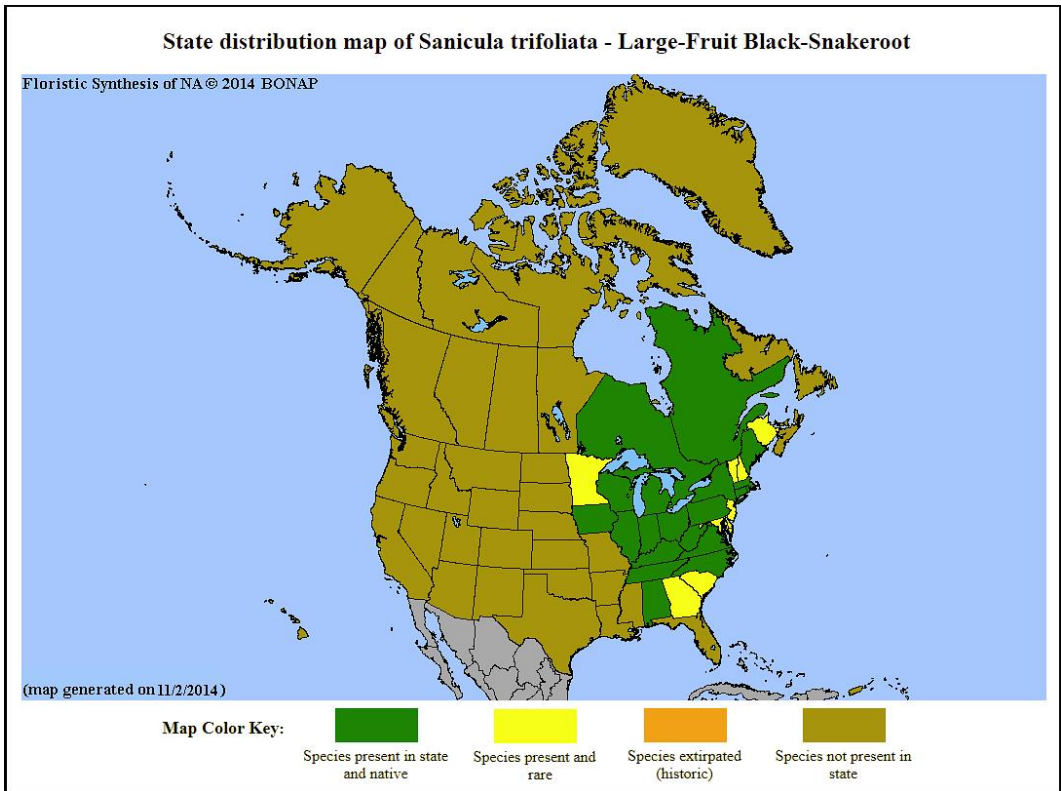 State distribution map of Sanicula trifoliata - Large-Fruit Black-Snakeroot
Floristic Synthesis of NA © 2014 BONAP
(map generated on 11/2/2014)
Map Color Key:
Species present in state
and native
Species present and
rare
Species extirpated
(historic)
Species not present in
state